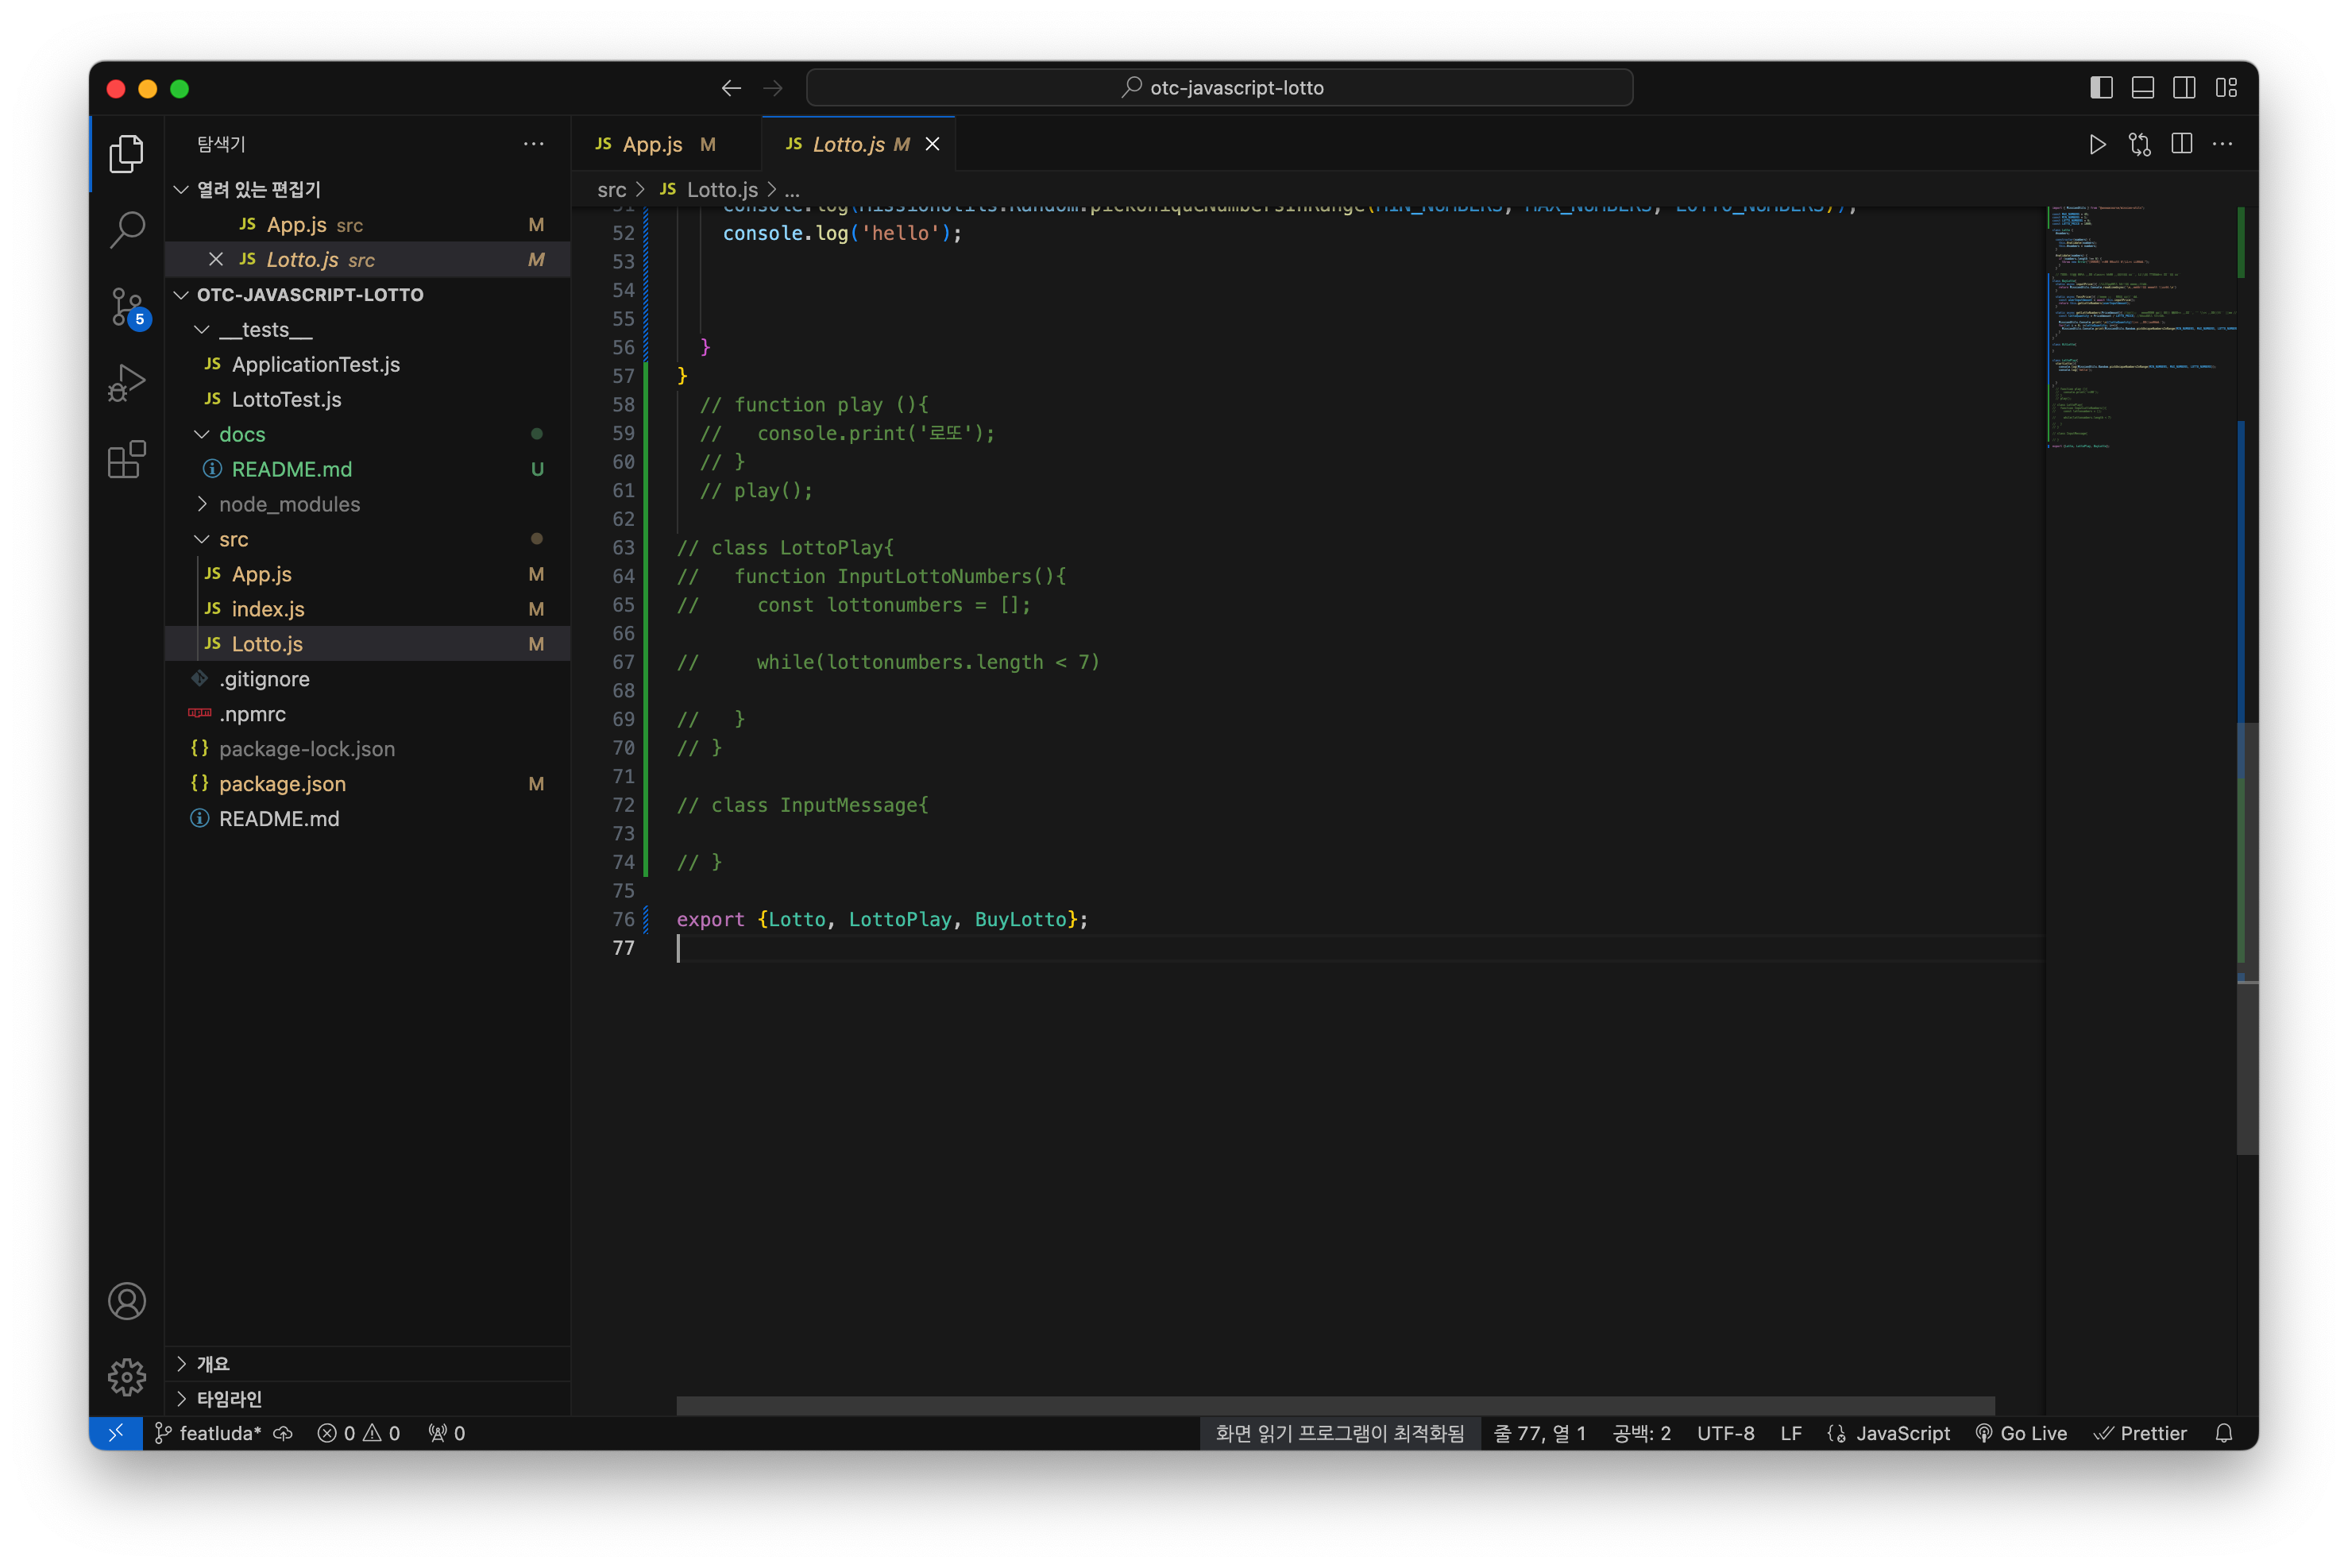 otc-javascript-lotto
탐색기
열려 있는 편집기
JS App.js src M
JS Lotto.js src M
OTC-JAVASCRIPT-LOTTO
__tests__
JS ApplicationTest.js
JS LottoTest.js
docs
README.md U
node_modules
src
JS App.js M
JS index.js M
JS Lotto.js M
.gitignore
.npmrc
{} package-lock.json
{} package.json M
README.md
개요
타임라인
5
JS App.js M
JS Lotto.js M
src > JS Lotto.js > ...
51 console.log(MissionUtils.Random.pickUniqueNumbersInRange(MIN_NUMBERS, MAX_NUMBERS, LOTTO_NUMBERS));
52 console.log('hello');
53
54
55
56 }
57 }
58 // function play (){
59 //   console.print('로또');
60 // }
61 // play();
62
63 // class LottoPlay{
64 //   function InputLottoNumbers(){
65 //     const lottonumbers = [];
66
67 //     while(lottonumbers.length < 7)
68
69 //   }
70 // }
71
72 // class InputMessage{
73
74 // }
75
76 export {Lotto, LottoPlay, BuyLotto};
77
featluda* 0 0 0 화면 읽기 프로그램이 최적화됨 줄 77, 열 1 공백: 2 UTF-8 LF JavaScript Go Live Prettier